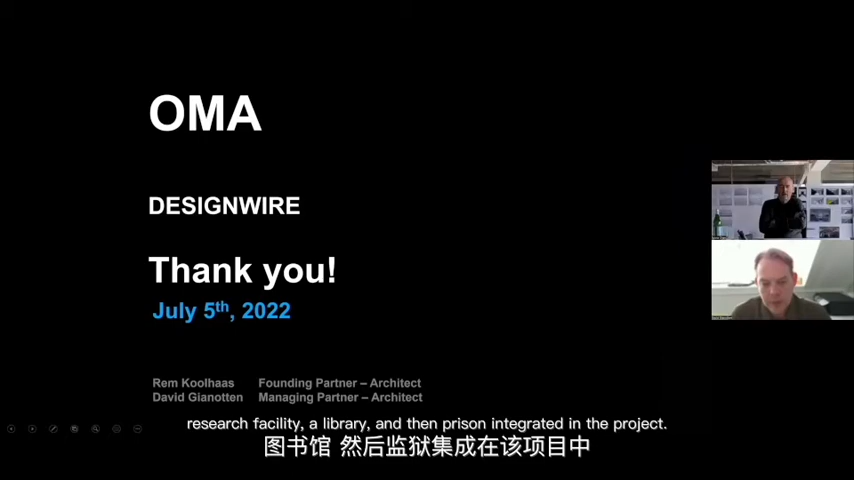 OMA
DESIGNWIRE
Thank you!
July 5th, 2022
Rem Koolhaas Founding Partner – Architect
David Gianotten Managing Partner – Architect
research facility, a library, and then prison integrated in the project.
图书馆 然后监狱集成在该项目中